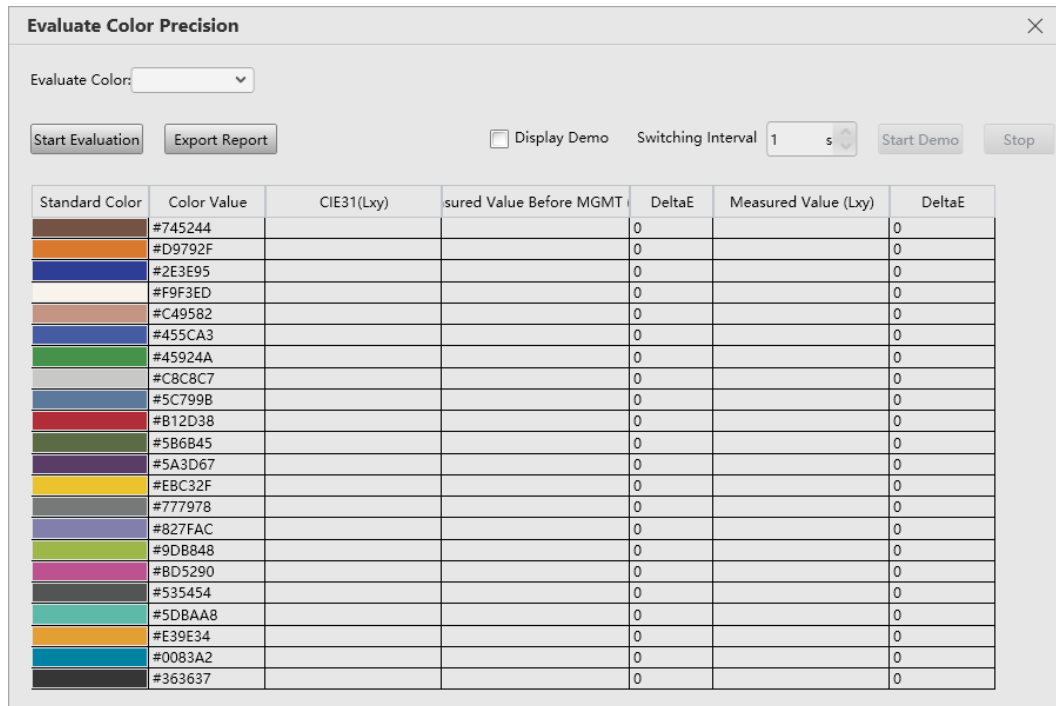 Evaluate Color Precision
Evaluate Color:
Start Evaluation Export Report Display Demo Switching Interval 1 s Start Demo Stop
Standard Color Color Value CIE31(Lxy) sured Value Before MGMT ( DeltaE Measured Value (Lxy) DeltaE
#745244 0 0
#D9792F 0 0
#2E3E95 0 0
#F9F3ED 0 0
#C49582 0 0
#455CA3 0 0
#45924A 0 0
#C8C8C7 0 0
#5C799B 0 0
#B12D38 0 0
#5B6B45 0 0
#5A3D67 0 0
#EBC32F 0 0
#777978 0 0
#827FAC 0 0
#9DB848 0 0
#BD5290 0 0
#535454 0 0
#5DBAA8 0 0
#E39E34 0 0
#0083A2 0 0
#363637 0 0